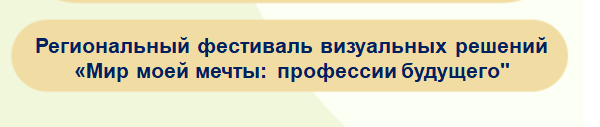 Региональный фестиваль визуальных решений
«Мир моей мечты: профессии будущего"